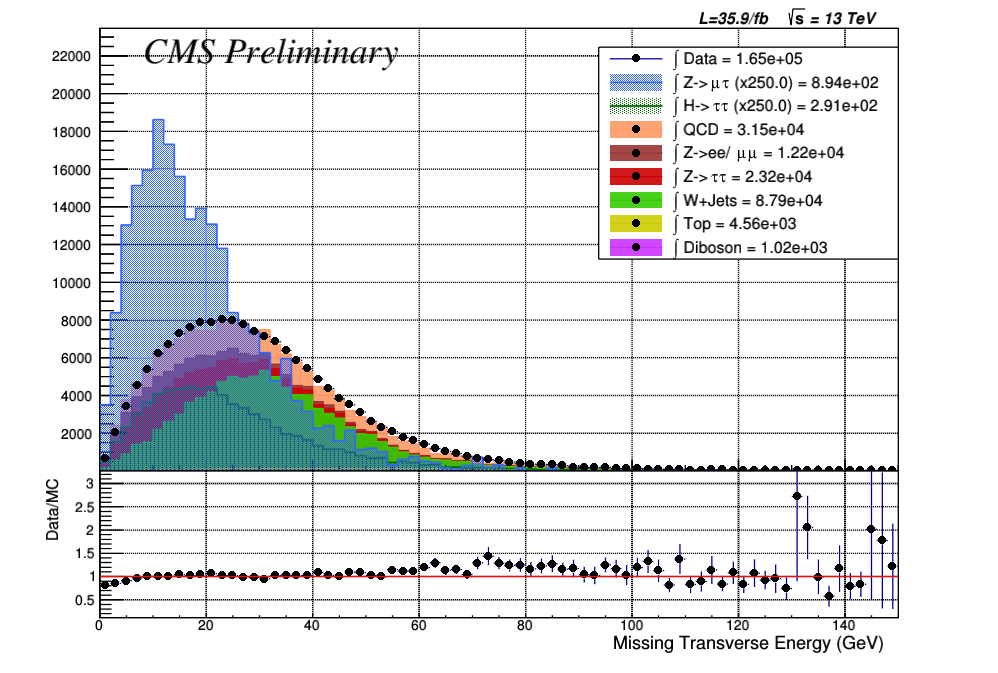 L=35.9/fb √s = 13 TeV
CMS Preliminary
∫ Data = 1.65e+05
∫ Z->μτ (x250.0) = 8.94e+02
∫ H->ττ (x250.0) = 2.91e+02
∫ QCD = 3.15e+04
∫ Z->ee/ μμ = 1.22e+04
∫ Z->ττ = 2.32e+04
∫ W+Jets = 8.79e+04
∫ Top = 4.56e+03
∫ Diboson = 1.02e+03
22000
20000
18000
16000
14000
12000
10000
8000
6000
4000
2000
Data/MC
3
2.5
2
1.5
1
0.5
0 20 40 60 80 100 120 140
Missing Transverse Energy (GeV)